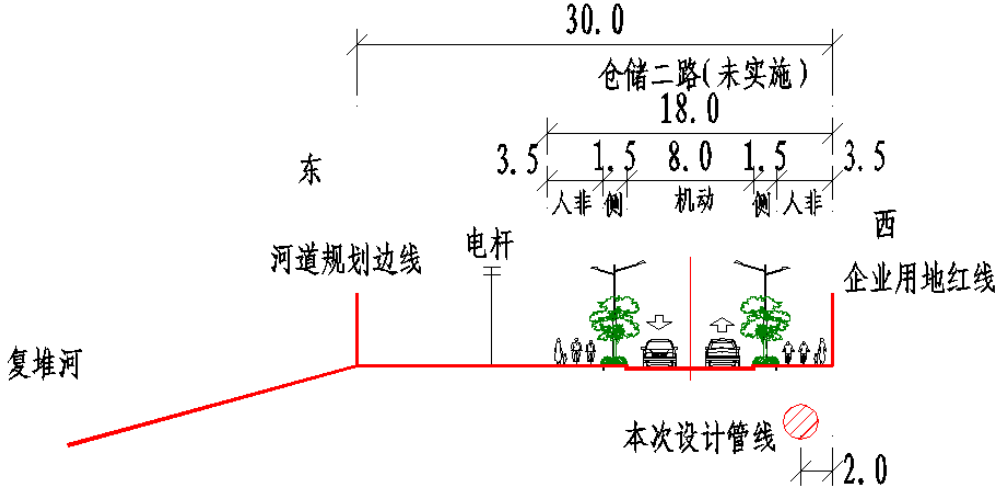 30.0
仓储二路(未实施)
18.0
3.5 1.5 8.0 1.5 3.5
东
人非 侧 机动 侧 人非
西
河道规划边线
电杆
企业用地红线
复堆河
本次设计管线
2.0